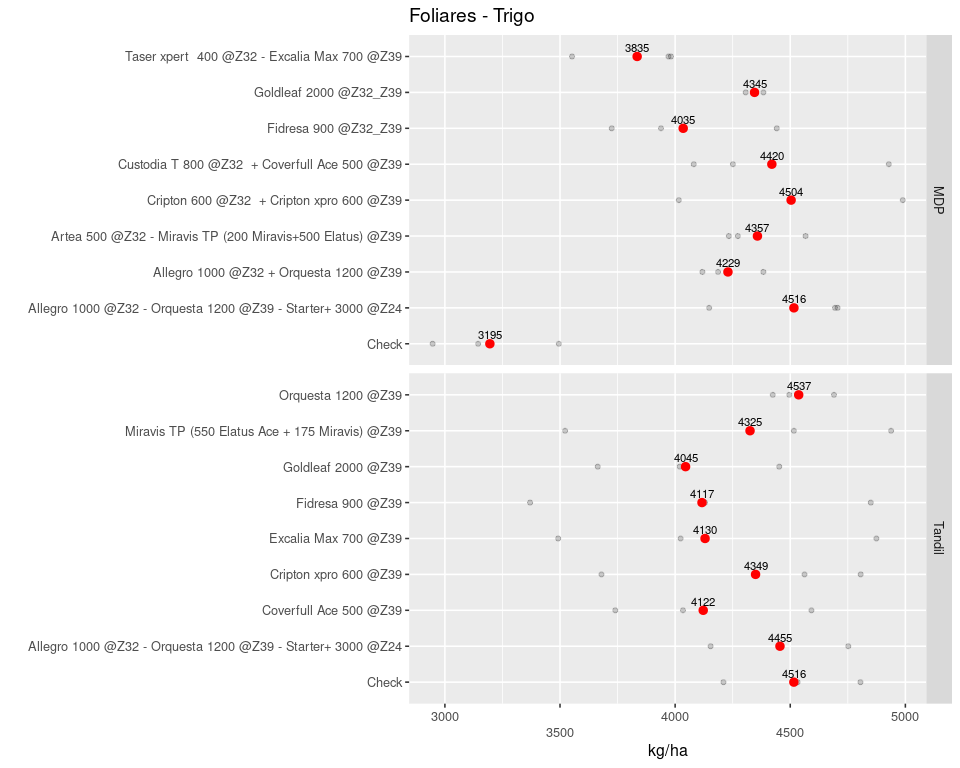 Foliares - Trigo
Taser xpert  400 @Z32 - Excalia Max 700 @Z39
3835
Goldleaf 2000 @Z32_Z39
4345
Fidresa 900 @Z32_Z39
4035
Custodia T 800 @Z32  + Coverfull Ace 500 @Z39
4420
Cripton 600 @Z32  + Cripton xpro 600 @Z39
4504
Artea 500 @Z32 - Miravis TP (200 Miravis+500 Elatus) @Z39
4357
Allegro 1000 @Z32 + Orquesta 1200 @Z39
4229
Allegro 1000 @Z32 - Orquesta 1200 @Z39 - Starter+ 3000 @Z24
4516
Check
3195
MDP
Orquesta 1200 @Z39
4537
Miravis TP (550 Elatus Ace + 175 Miravis) @Z39
4325
Goldleaf 2000 @Z39
4045
Fidresa 900 @Z39
4117
Excalia Max 700 @Z39
4130
Cripton xpro 600 @Z39
4349
Coverfull Ace 500 @Z39
4122
Allegro 1000 @Z32 - Orquesta 1200 @Z39 - Starter+ 3000 @Z24
4455
Check
4516
Tandil
3000 4000 5000
3500 4500
kg/ha